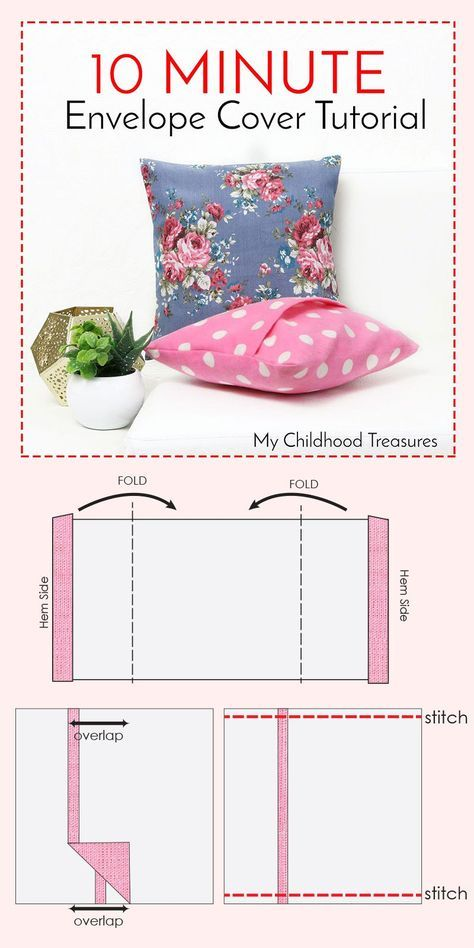 10 MINUTE
Envelope Cover Tutorial
My Childhood Treasures
FOLD
FOLD
Hem Side
Hem Side
overlap
overlap
stitch
stitch